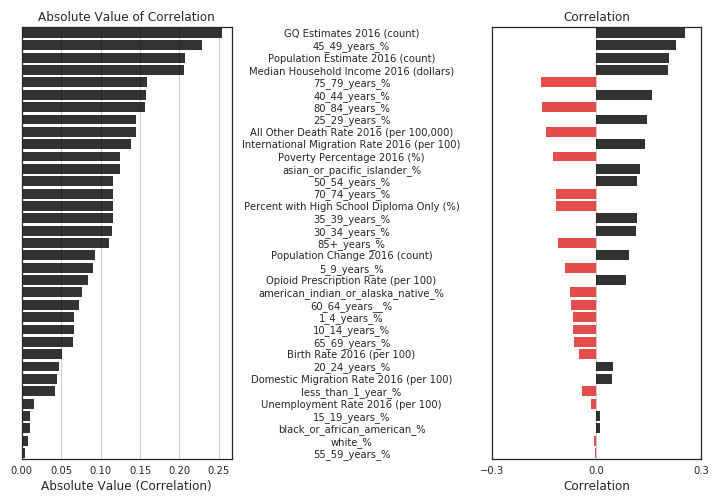 Absolute Value of Correlation
Correlation
GQ Estimates 2016 (count)
45_49_years_%
Population Estimate 2016 (count)
Median Household Income 2016 (dollars)
75_79_years_%
40_44_years_%
80_84_years_%
25_29_years_%
All Other Death Rate 2016 (per 100,000)
International Migration Rate 2016 (per 100)
Poverty Percentage 2016 (%)
asian_or_pacific_islander_%
50_54_years_%
70_74_years_%
Percent with High School Diploma Only (%)
35_39_years_%
30_34_years_%
85+_years_%
Population Change 2016 (count)
5_9_years_%
Opioid Prescription Rate (per 100)
american_indian_or_alaska_native_%
60_64_years__%
1_4_years_%
10_14_years_%
65_69_years_%
Birth Rate 2016 (per 100)
20_24_years_%
Domestic Migration Rate 2016 (per 100)
less_than_1_year_%
Unemployment Rate 2016 (per 100)
15_19_years_%
black_or_african_american_%
white_%
55_59_years_%
0.00 0.05 0.10 0.15 0.20 0.25
−0.3 0.0 0.3
Absolute Value (Correlation)
Correlation